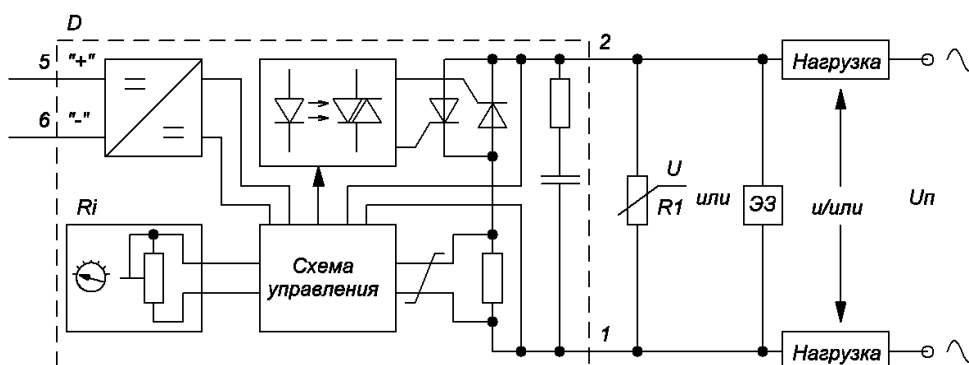 D
5 "+"
6 "-"
2
Нагрузка
U
R1
или
ЭЗ
и/или
Uп
Ri
Схема
управления
1
Нагрузка